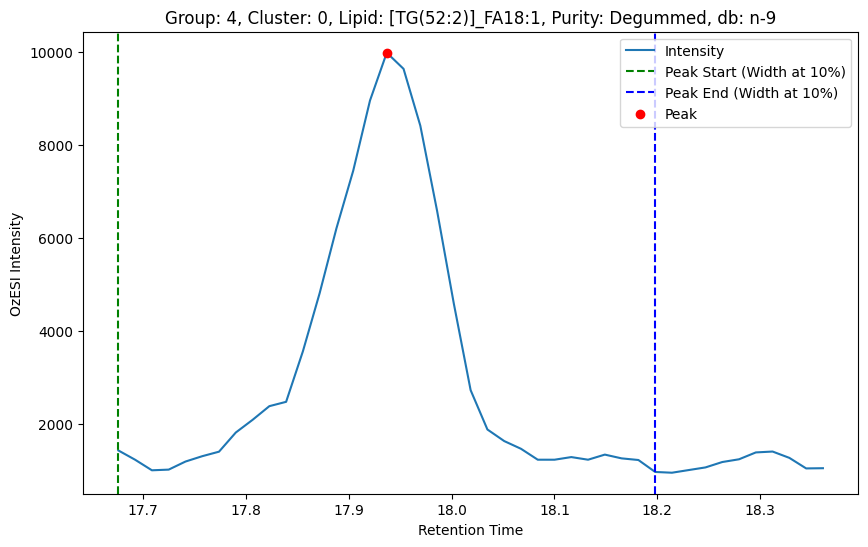 Group: 4, Cluster: 0, Lipid: [TG(52:2)]_FA18:1, Purity: Degummed, db: n-9
Intensity
Peak Start (Width at 10%)
Peak End (Width at 10%)
Peak
OzESI Intensity
10000
8000
6000
4000
2000
17.7 17.8 17.9 18.0 18.1 18.2 18.3
Retention Time